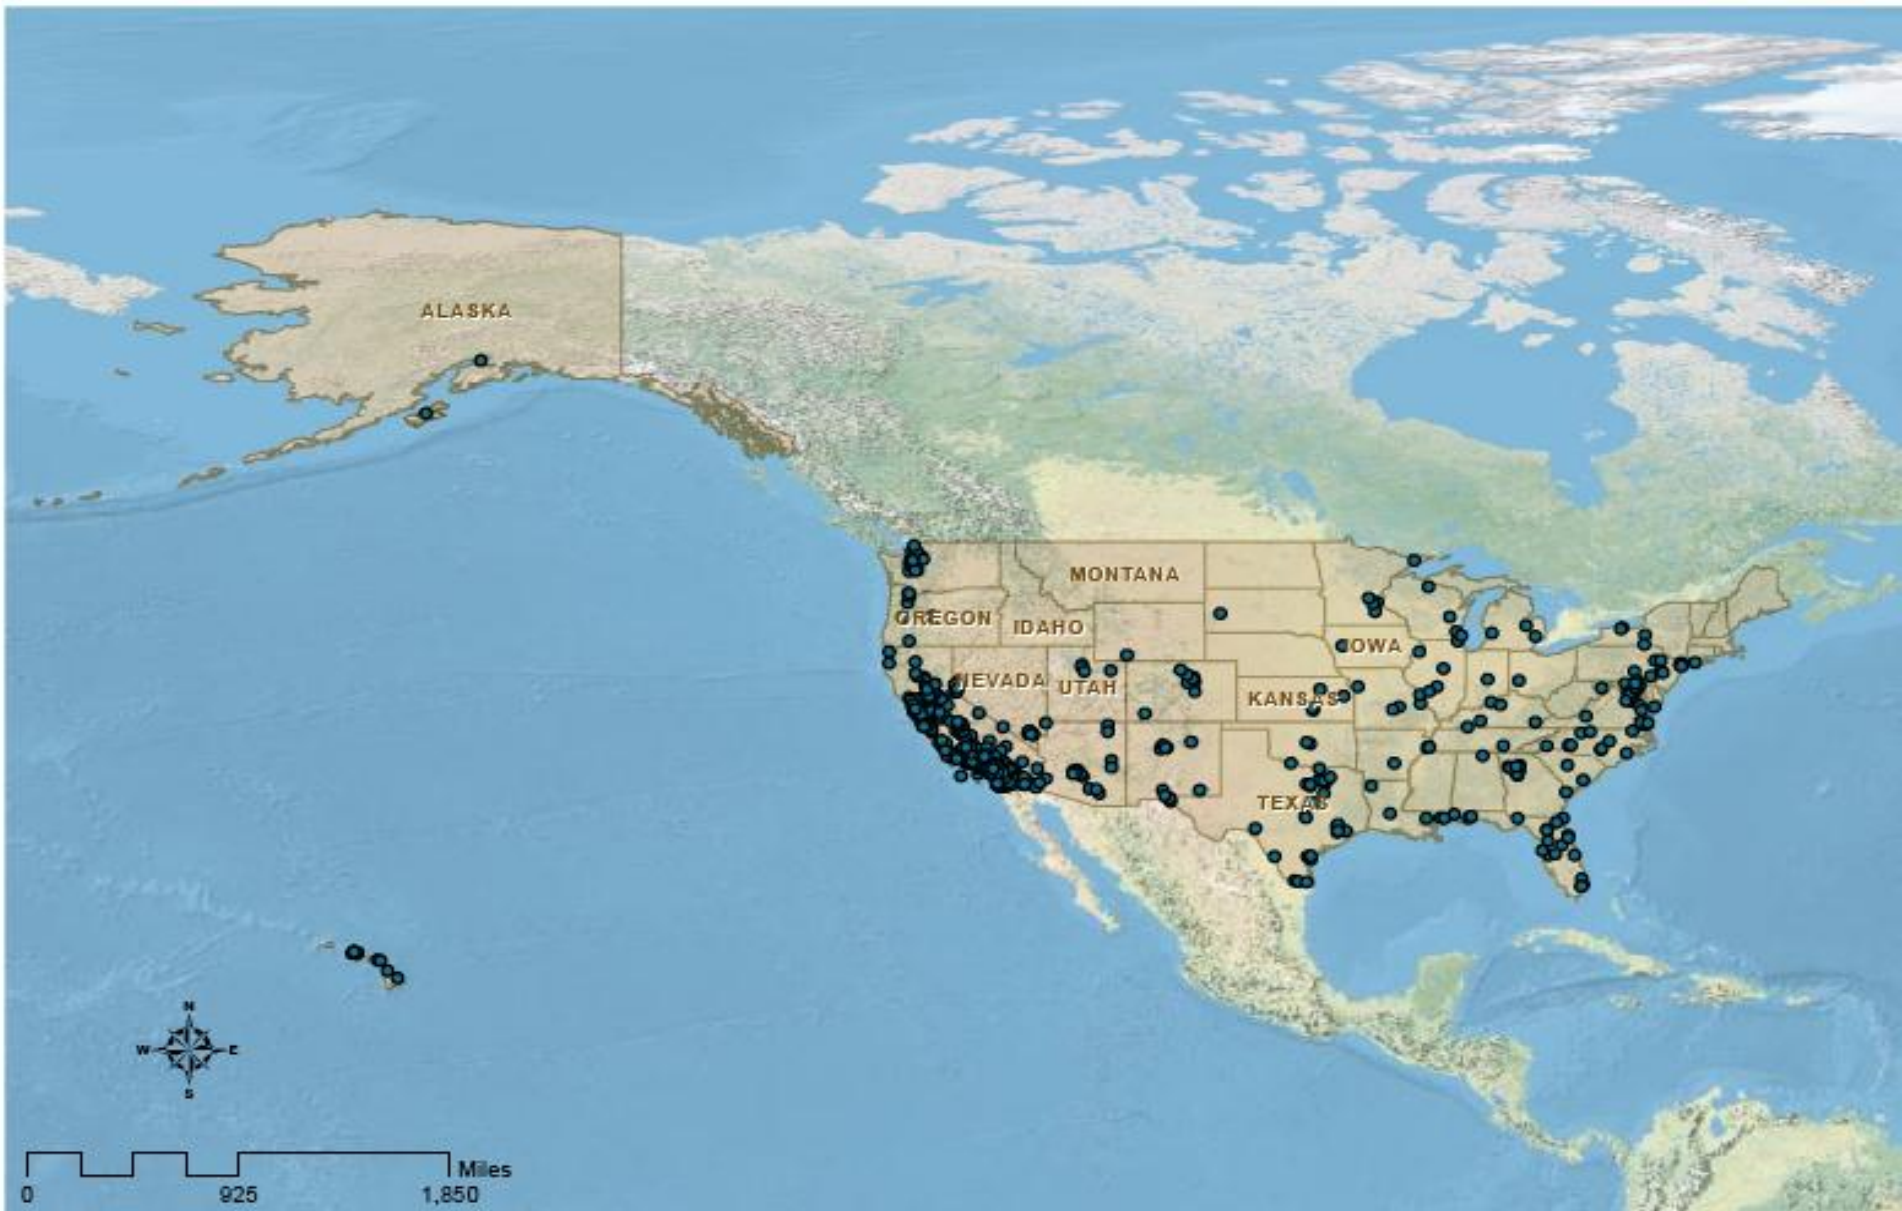 ALASKA
MONTANA
OREGON
IDAHO
IOWA
NEVADA
UTAH
KANSAS
TEXAS
N
W E
S
Miles
0 925 1,850